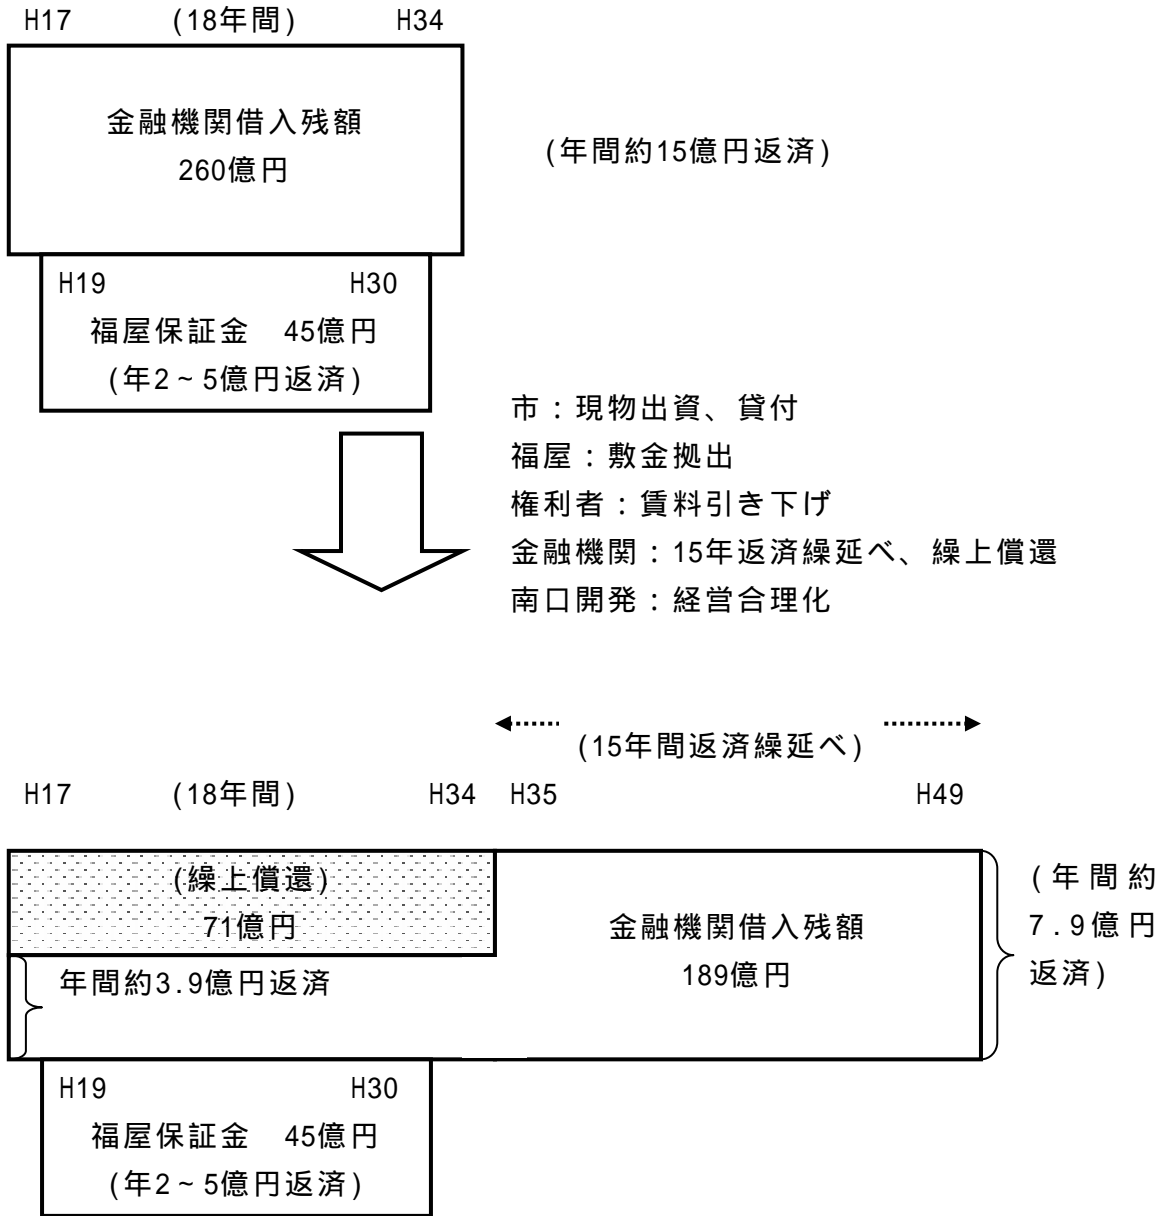 H17 (18年間) H34
金融機関借入残額
260億円
(年間約15億円返済)
H19 H30
福屋保証金 45億円
(年2~5億円返済)
市:現物出資、貸付
福屋:敷金拠出
権利者:賃料引き下げ
金融機関:15年返済繰延べ、繰上償還
南口開発:経営合理化
(15年間返済繰延べ)
H17 (18年間) H34 H35 H49
(繰上償還)
71億円
年間約3.9億円返済
金融機関借入残額
189億円
(年間約
7.9億円
返済)
H19 H30
福屋保証金 45億円
(年2~5億円返済)